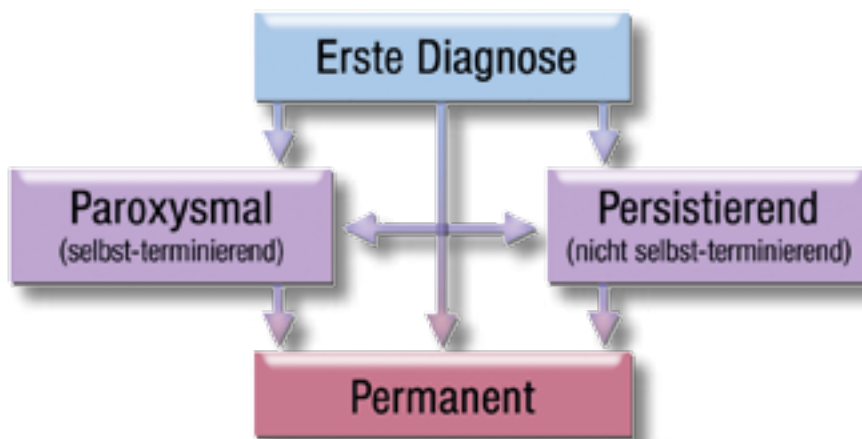 Erste Diagnose
Paroxysmal
(selbst-terminierend)
Persistierend
(nicht selbst-terminierend)
Permanent